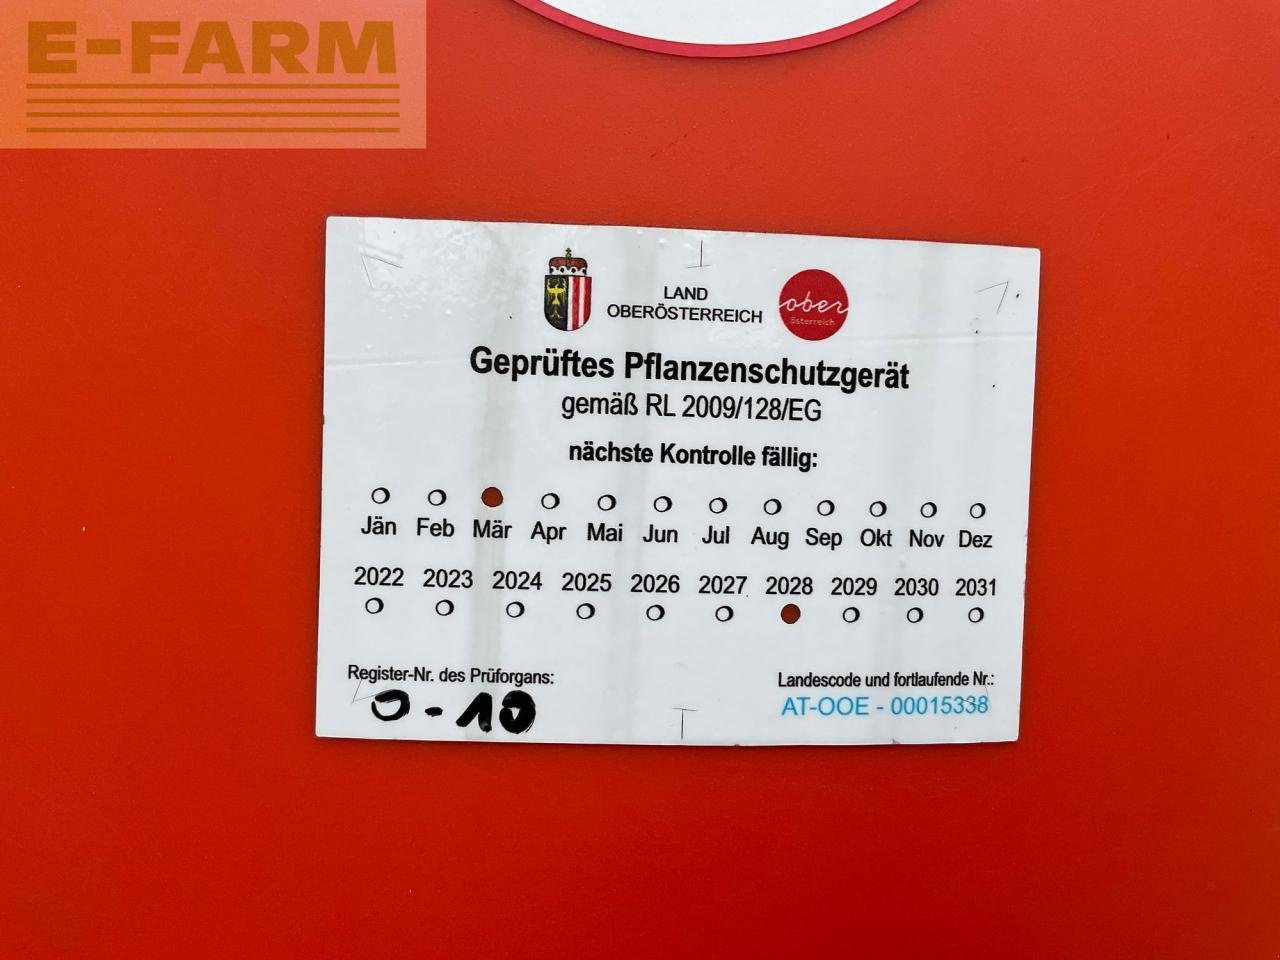 E-FARM
LAND
OBERÖSTERREICH
ober
österreich
Geprüftes Pflanzenschutzgerät
gemäß RL 2009/128/EG
nächste Kontrolle fällig:
Jän Feb Mär Apr Mai Jun Jul Aug Sep Okt Nov Dez
2022 2023 2024 2025 2026 2027 2028 2029 2030 2031
Register-Nr. des Prüforgans:
O-10
Landescode und fortlaufende Nr.:
AT-OOE - 00015338